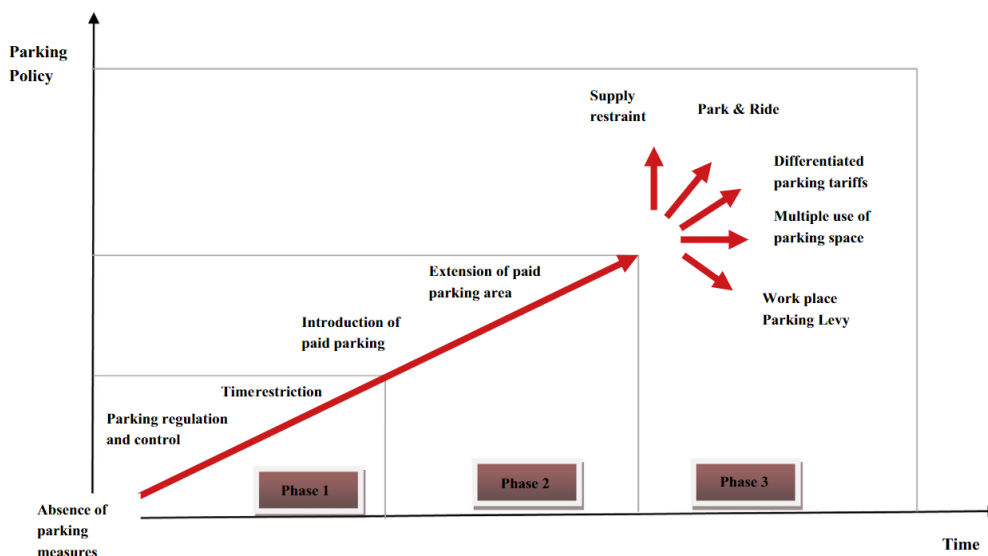 Parking
Policy
Supply
restraint
Park & Ride
Differentiated
parking tariffs
Multiple use of
parking space
Work place
Parking Levy
Extension of paid
parking area
Introduction of
paid parking
Timerestriction
Parking regulation
and control
Phase 1
Phase 2
Phase 3
Absence of
parking
measures
Time